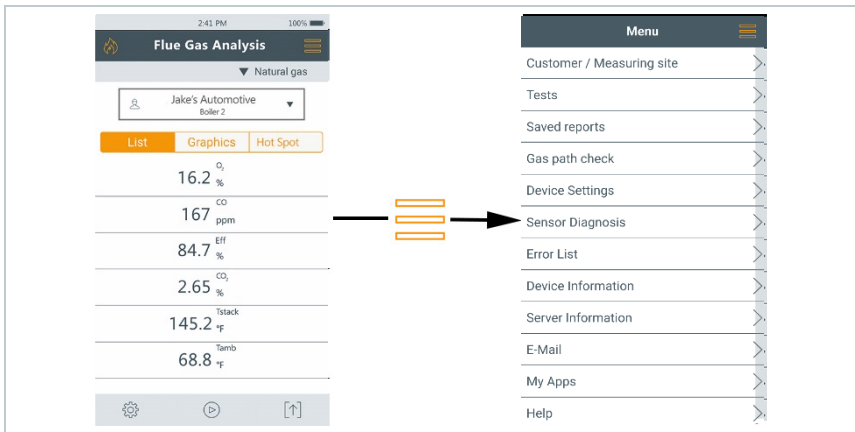 2:41 PM 100%
Flue Gas Analysis
▼ Natural gas
Jake's Automotive
Boiler 2
List Graphics Hot Spot
16.2 O₂ %
167 CO ppm
84.7 Eff %
2.65 CO₂ %
145.2 Tstack °F
68.8 Tamb °F
Menu
Customer / Measuring site
Tests
Saved reports
Gas path check
Device Settings
Sensor Diagnosis
Error List
Device Information
Server Information
E-Mail
My Apps
Help